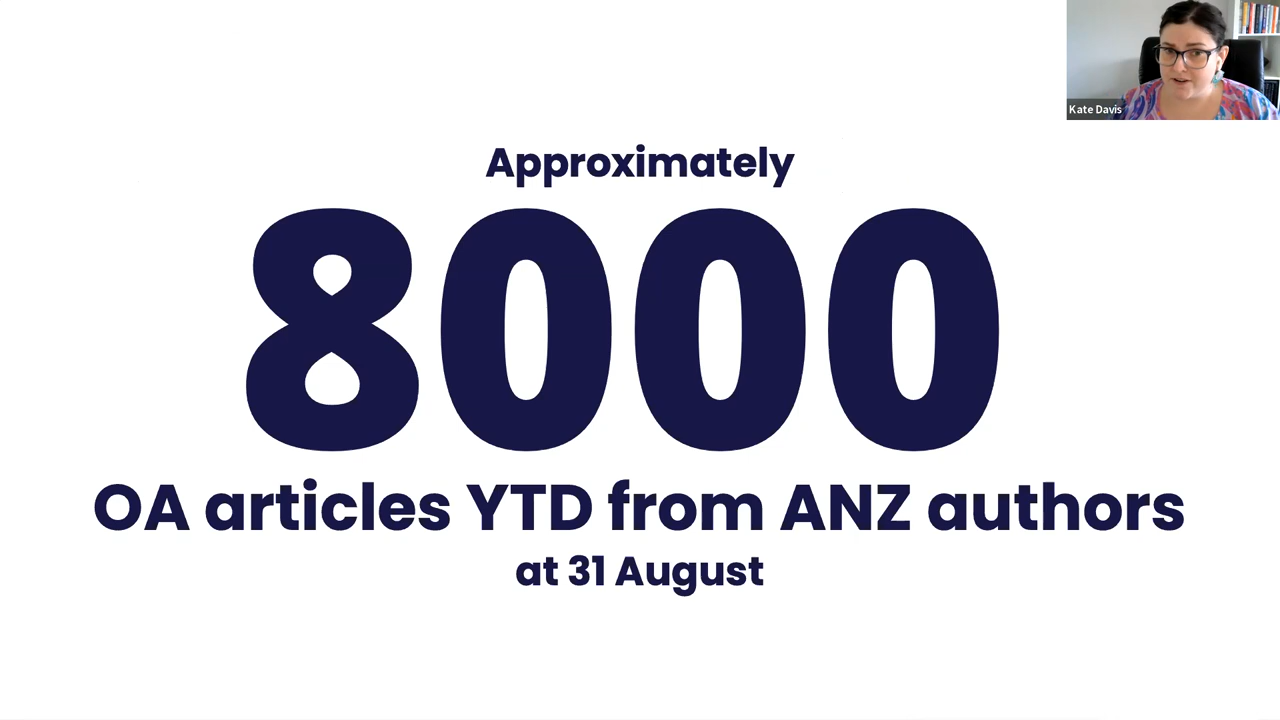 Approximately
8000
OA articles YTD from ANZ authors
at 31 August
Kate Davis